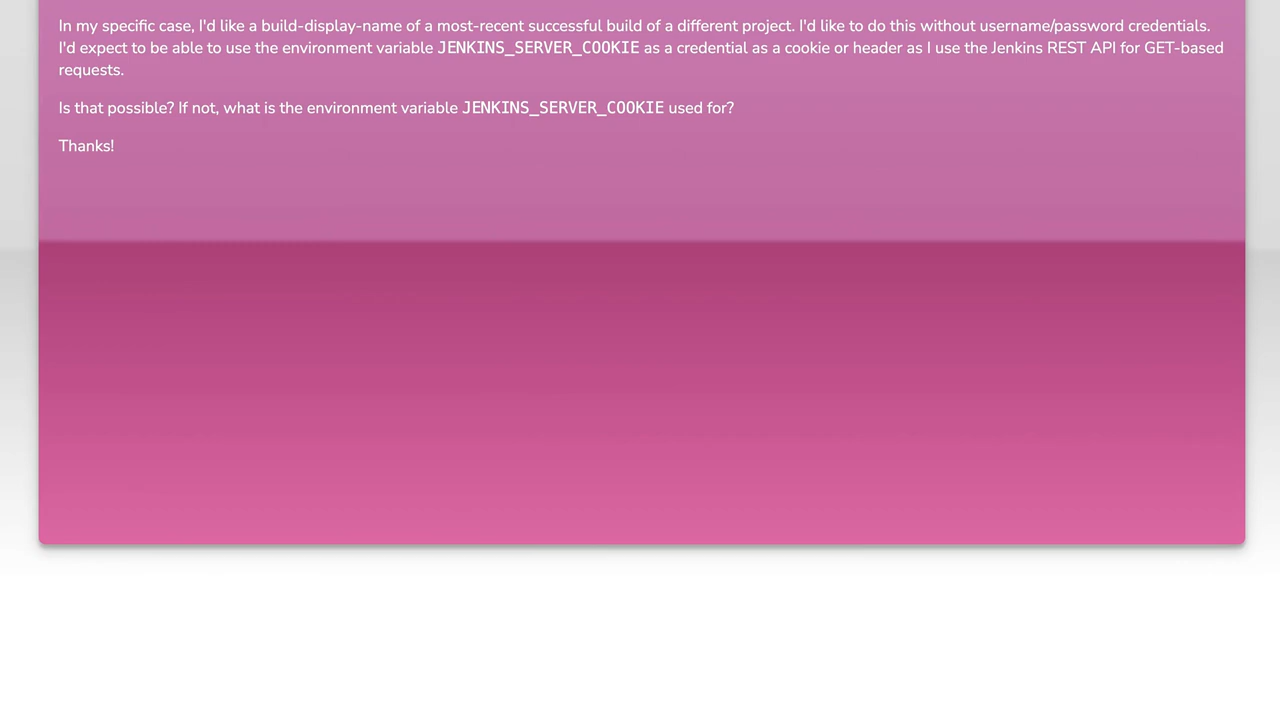 In my specific case, I'd like a build-display-name of a most-recent successful build of a different project. I'd like to do this without username/password credentials.
I'd expect to be able to use the environment variable JENKINS_SERVER_COOKIE as a credential as a cookie or header as I use the Jenkins REST API for GET-based
requests.
Is that possible? If not, what is the environment variable JENKINS_SERVER_COOKIE used for?
Thanks!